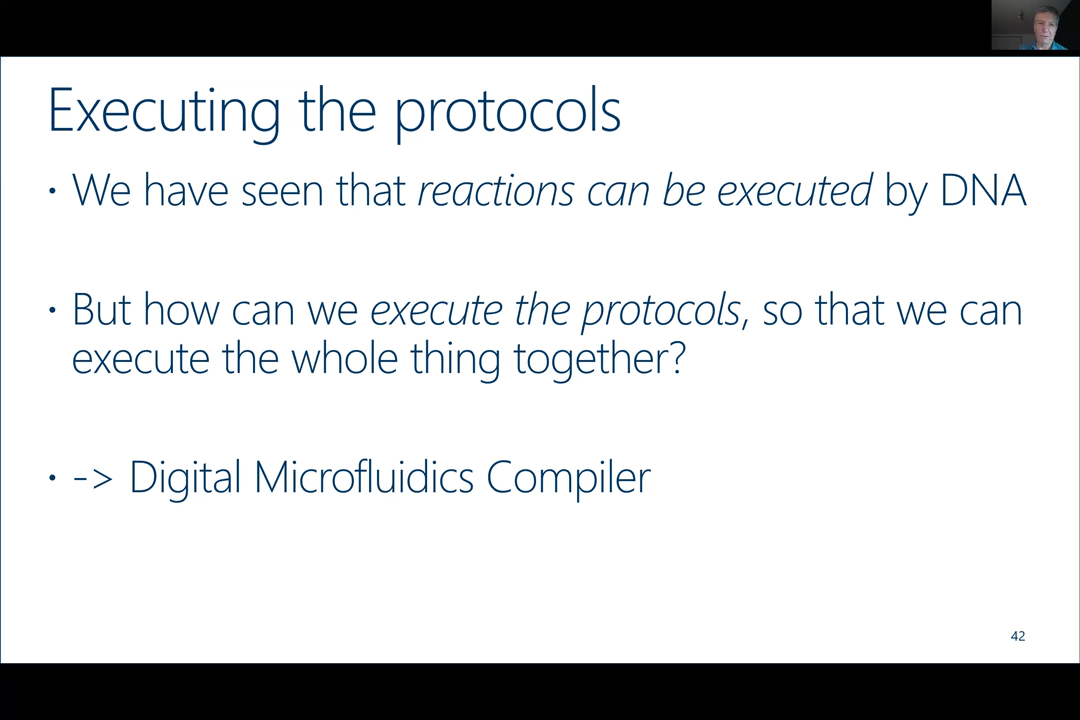 Executing the protocols
• We have seen that reactions can be executed by DNA
• But how can we execute the protocols, so that we can
execute the whole thing together?
• -> Digital Microfluidics Compiler
42